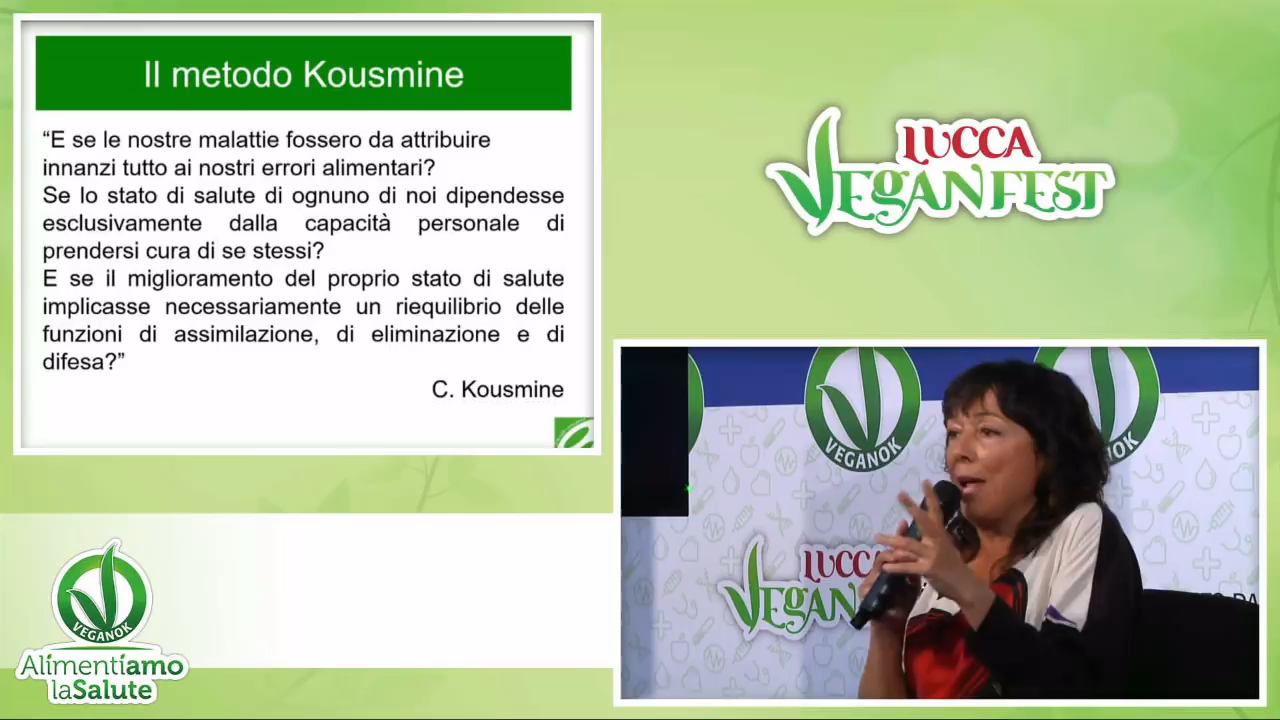 Il metodo Kousmine
“E se le nostre malattie fossero da attribuire
innanzi tutto ai nostri errori alimentari?
Se lo stato di salute di ognuno di noi dipendesse
esclusivamente dalla capacità personale di
prendersi cura di se stessi?
E se il miglioramento del proprio stato di salute
implicasse necessariamente un riequilibrio delle
funzioni di assimilazione, di eliminazione e di
difesa?”
C. Kousmine
LUCCA
VEGANFEST
VEGANOK
LUCCA
VEGAN
VEGANOK
Alimentiamo
laSalute